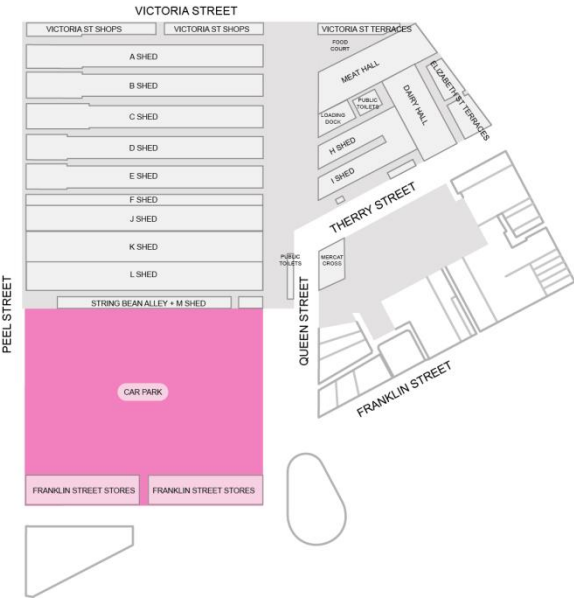 VICTORIA STREET
VICTORIA ST SHOPS
VICTORIA ST SHOPS
VICTORIA ST TERRACES
FOOD
COURT
A SHED
MEAT HALL
ELIZABETH ST TERRACES
B SHED
DAIRY HALL
PUBLIC
TOILETS
LOADING
DOCK
C SHED
D SHED
H SHED
E SHED
I SHED
F SHED
THERRY STREET
J SHED
K SHED
PUBLIC
TOILETS
MERCAT
CROSS
L SHED
STRING BEAN ALLEY + M SHED
PEEL STREET
QUEEN STREET
CAR PARK
FRANKLIN STREET
FRANKLIN STREET STORES
FRANKLIN STREET STORES